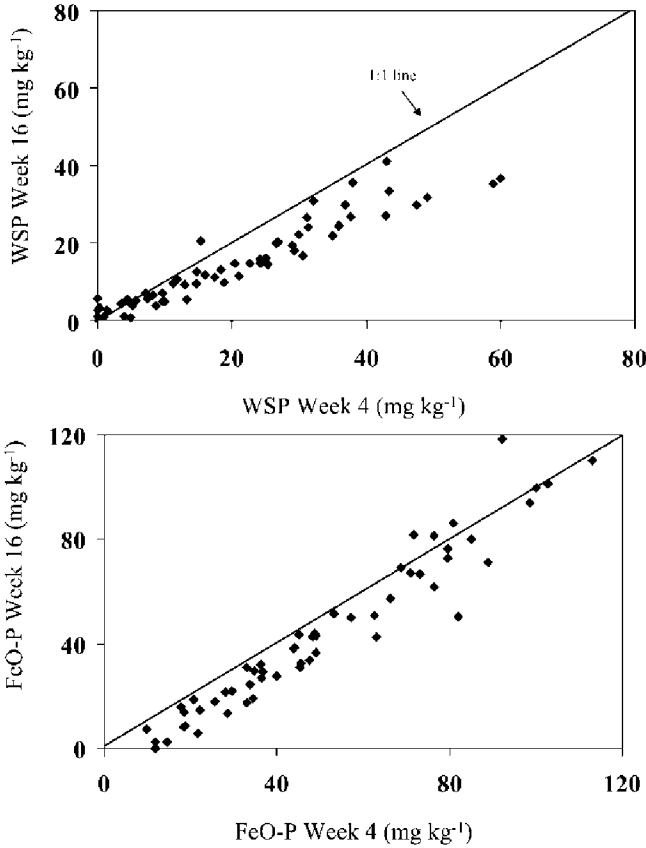 80
60
40
20
0
WSP Week 16 (mg kg⁻¹)
1:1 line
0 20 40 60 80
WSP Week 4 (mg kg⁻¹)
120
80
40
0
FeO-P Week 16 (mg kg⁻¹)
0 40 80 120
FeO-P Week 4 (mg kg⁻¹)